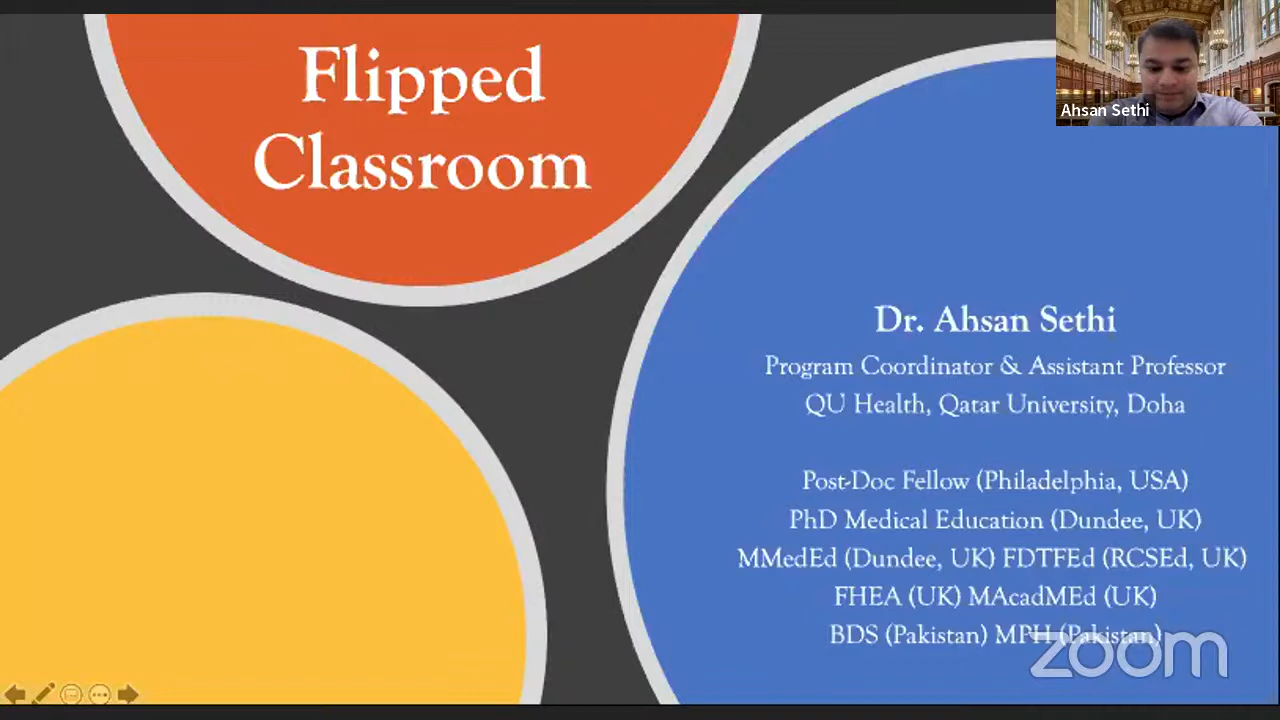 Flipped
Classroom
Ahsan Sethi
Dr. Ahsan Sethi
Program Coordinator & Assistant Professor
QU Health, Qatar University, Doha
Post-Doc Fellow (Philadelphia, USA)
PhD Medical Education (Dundee, UK)
MMedEd (Dundee, UK) FDTFEd (RCSEd, UK)
FHEA (UK) MAcadMEd (UK)
BDS (Pakistan) MPH (Pakistan)
zoom